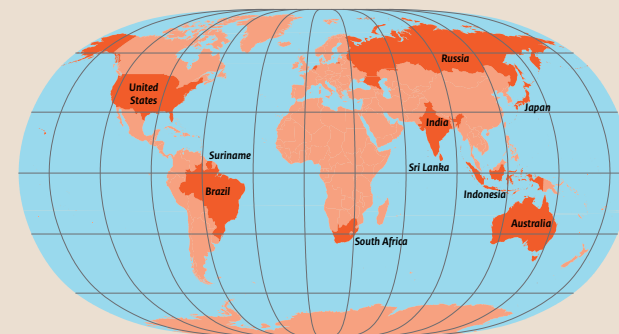 Russia
United
States
Japan
India
Suriname
Sri Lanka
Brazil
Indonesia
Australia
South Africa